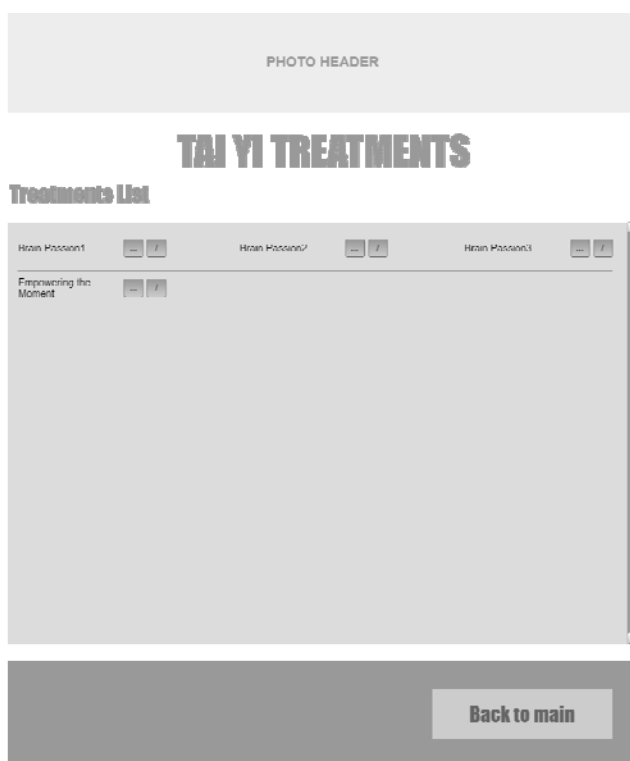 PHOTO HEADER
TAI YI TREATMENTS
Treatments List
Brain Passion1 ... / Brain Passion2 ... / Brain Passion3 ... /
Empowering the
Moment ... /
Back to main